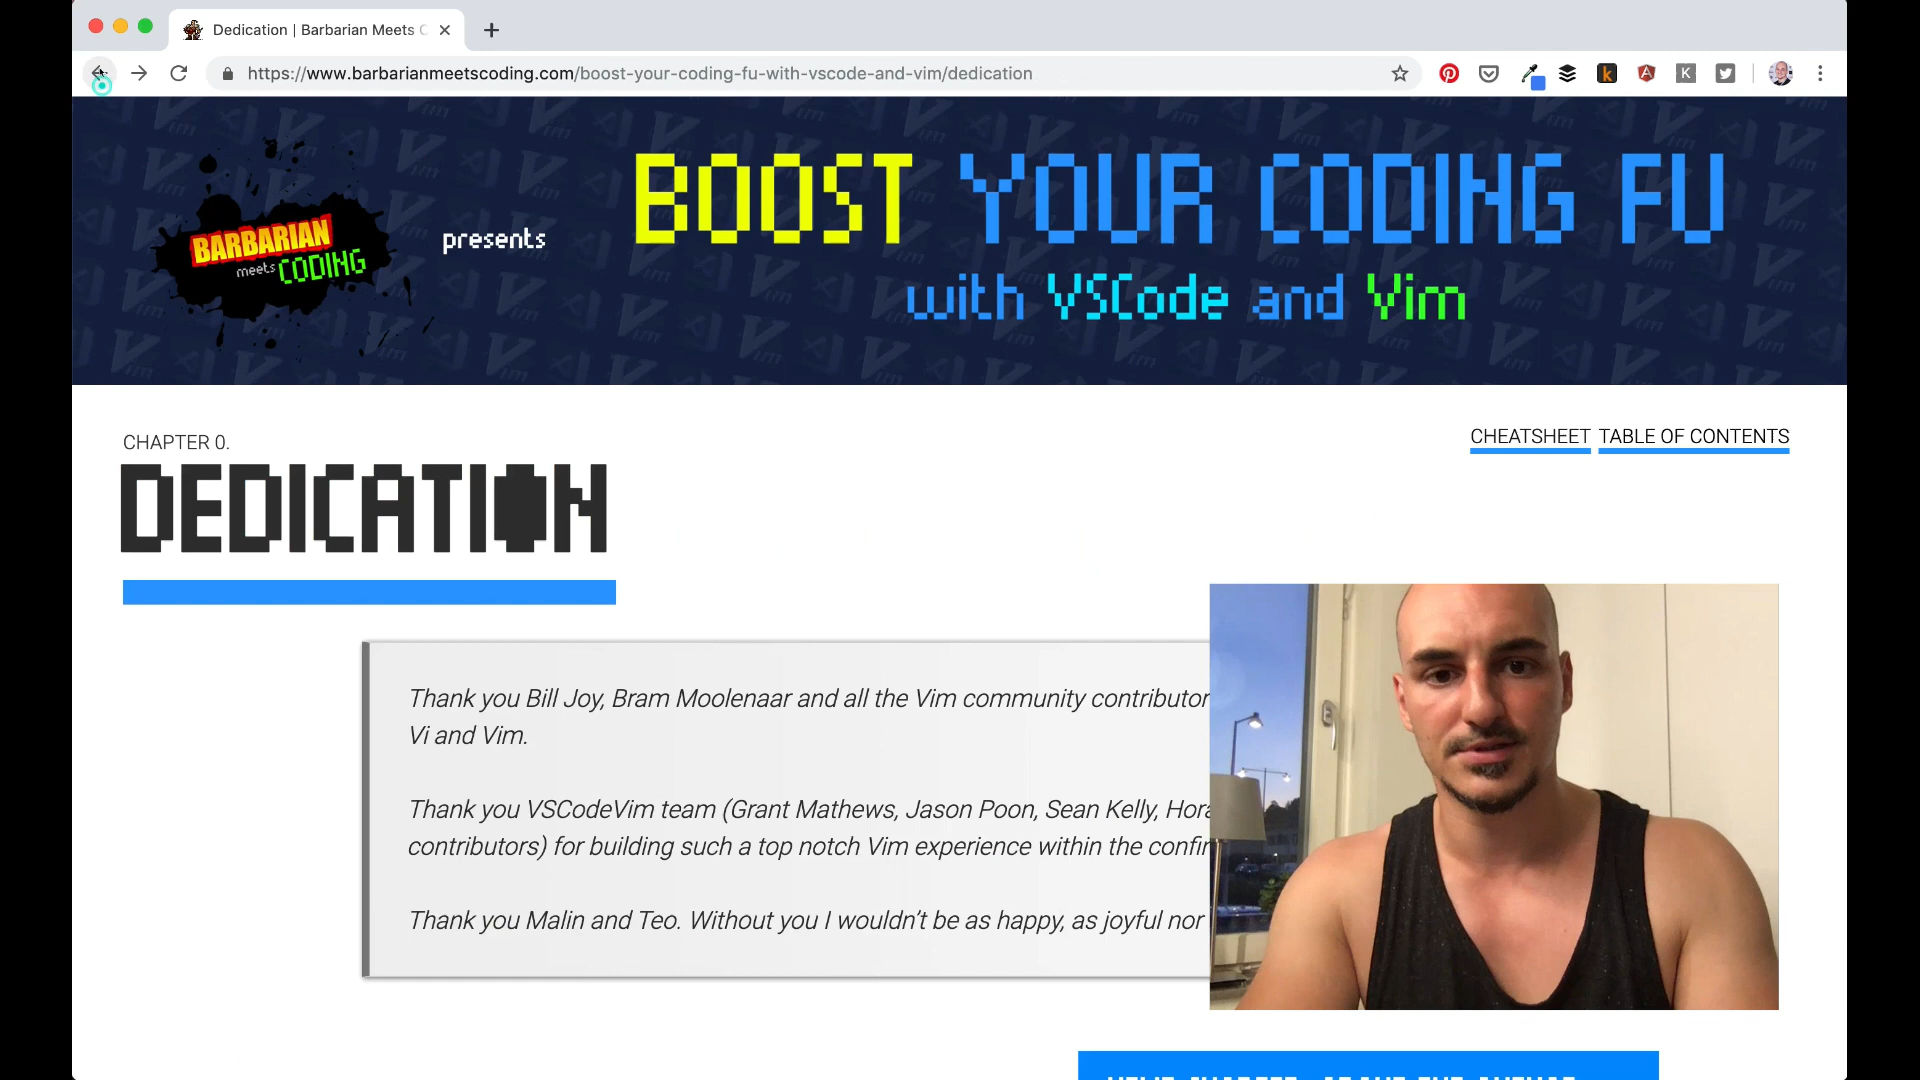 Dedication | Barbarian Meets C
https://www.barbarianmeetscoding.com/boost-your-coding-fu-with-vscode-and-vim/dedication
BARBARIAN
meets CODING
presents
BOOST YOUR CODING FU
with VSCode and Vim
CHAPTER 0.
CHEATSHEET TABLE OF CONTENTS
DEDICATION
Thank you Bill Joy, Bram Moolenaar and all the Vim community contributor
Vi and Vim.
Thank you VSCodeVim team (Grant Mathews, Jason Poon, Sean Kelly, Hora
contributors) for building such a top notch Vim experience within the confin
Thank you Malin and Teo. Without you I wouldn't be as happy, as joyful nor